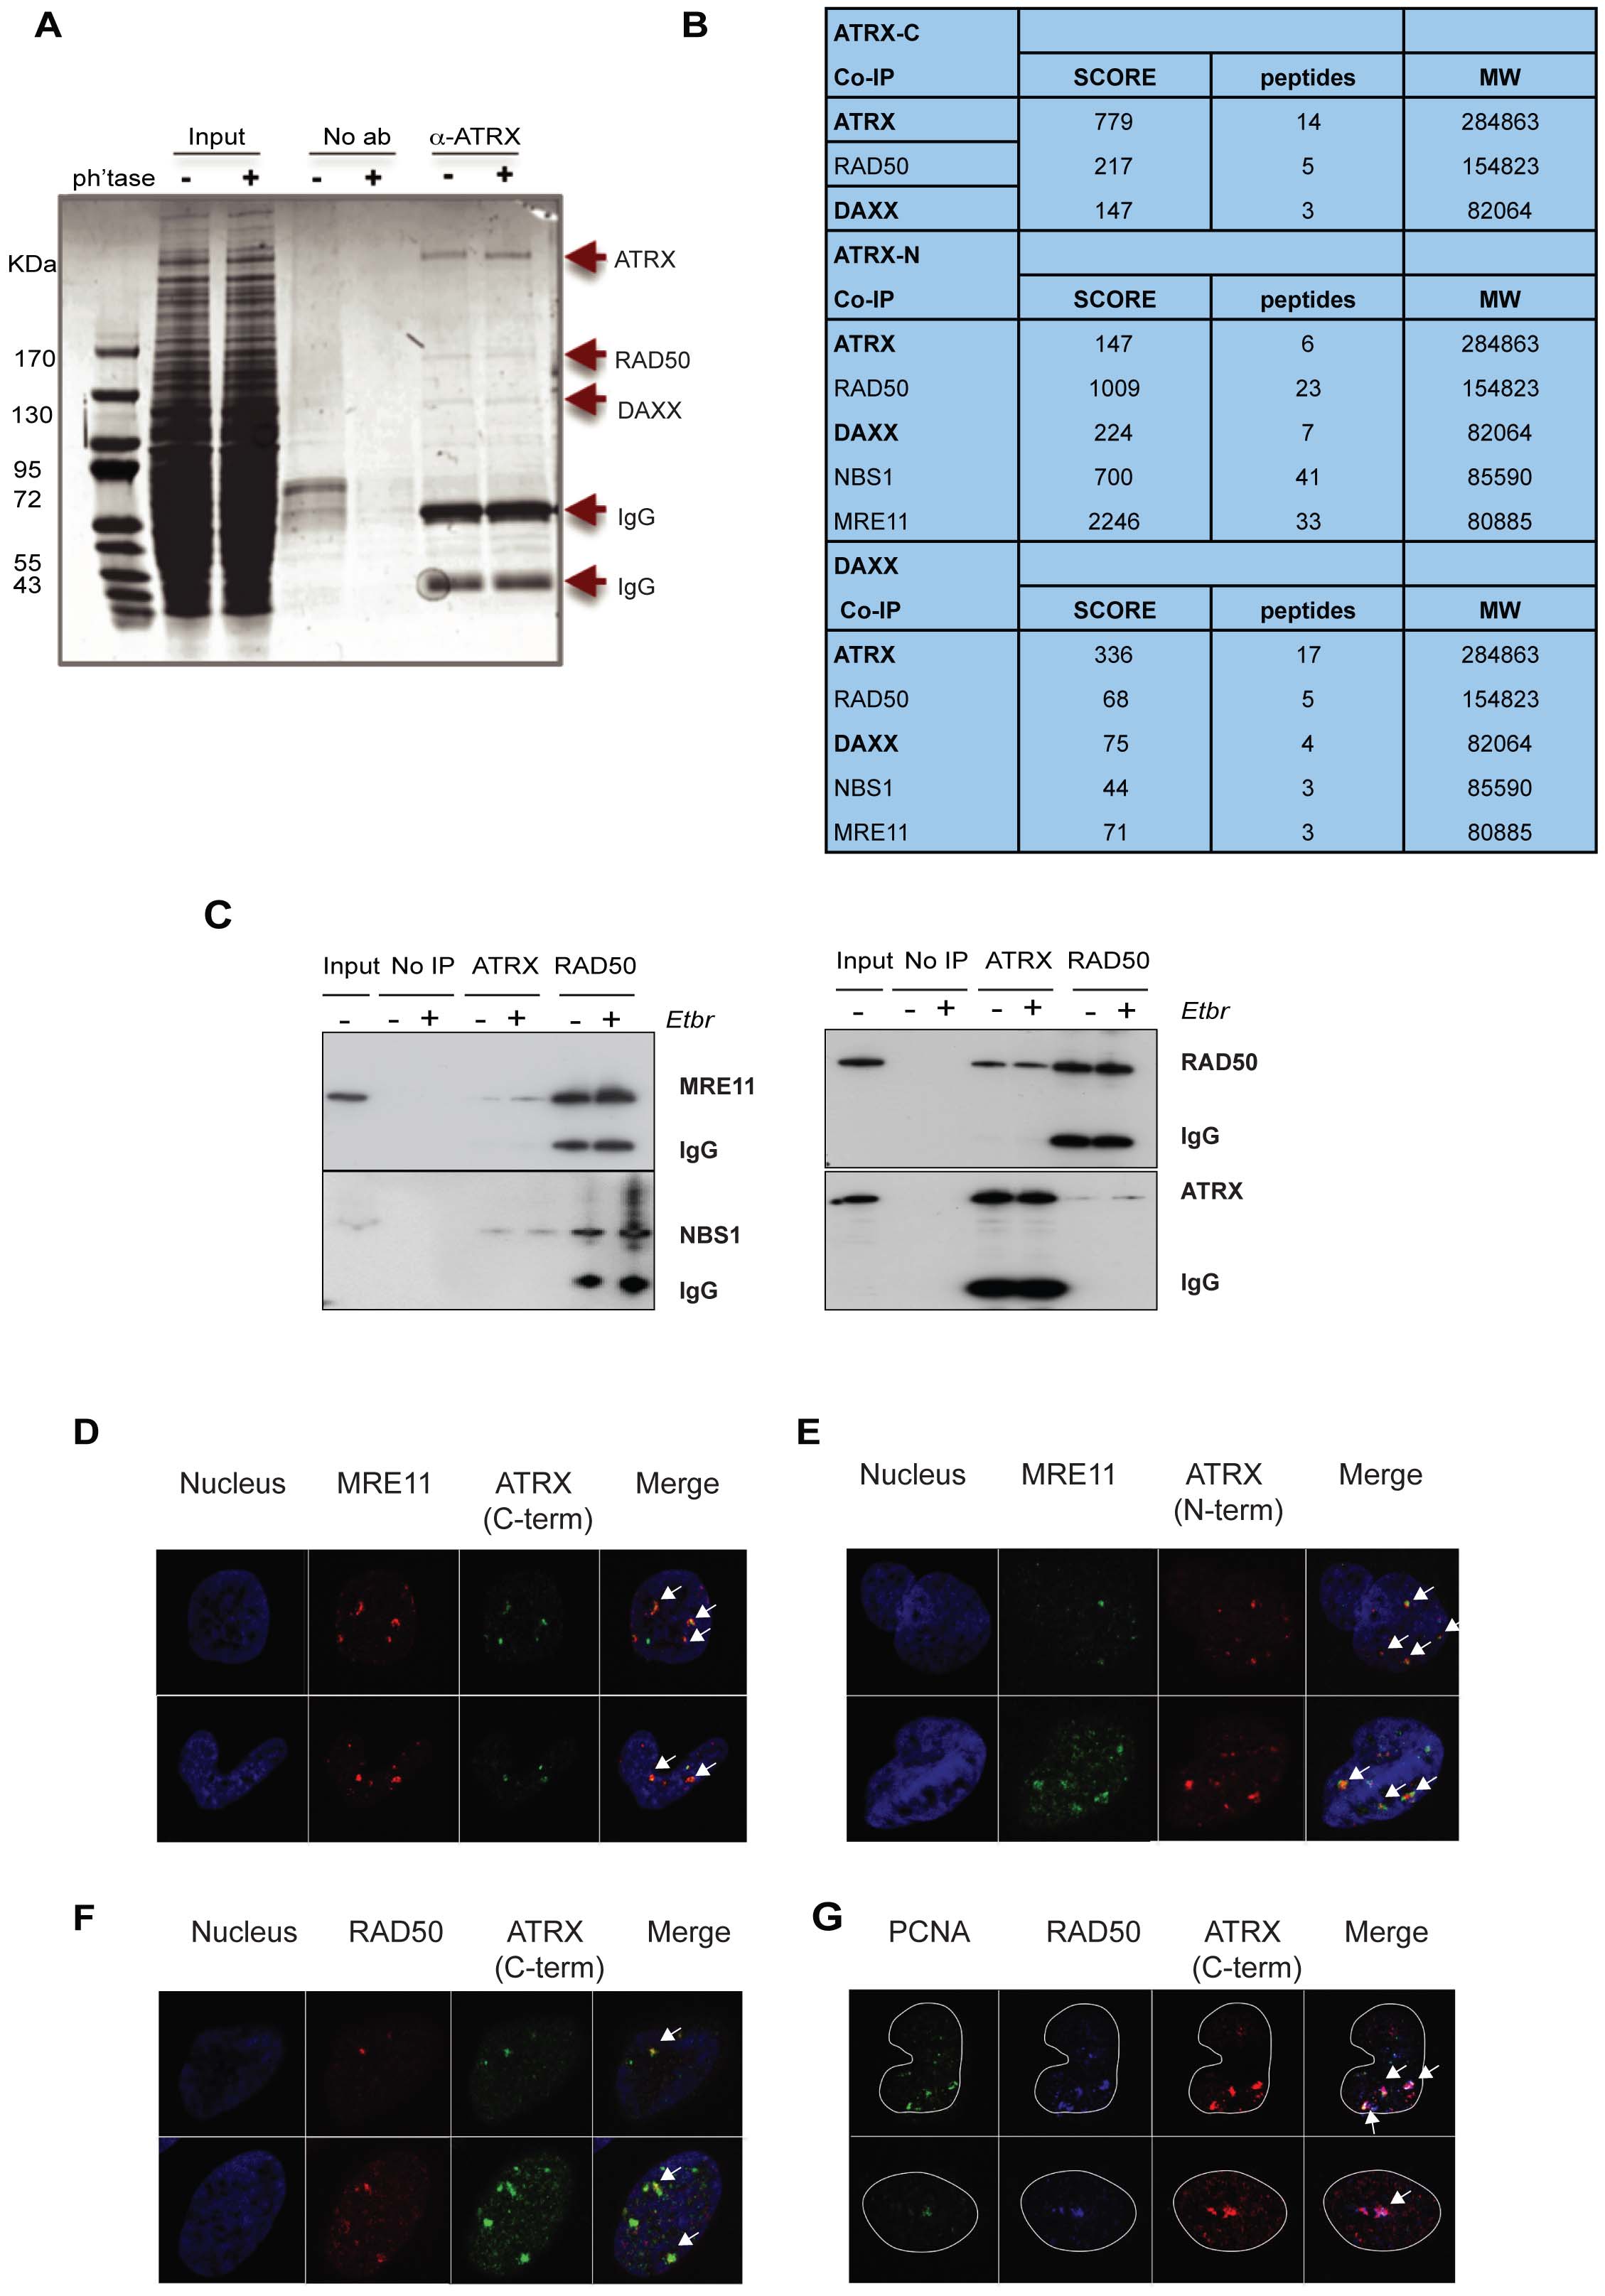 A
Input No ab α-ATRX
ph'tase - + - + - +
KDa
170
130
95
72
55
43
ATRX
RAD50
DAXX
IgG
IgG
B
ATRX-C
Co-IP SCORE peptides MW
ATRX 779 14 284863
RAD50 217 5 154823
DAXX 147 3 82064
ATRX-N
Co-IP SCORE peptides MW
ATRX 147 6 284863
RAD50 1009 23 154823
DAXX 224 7 82064
NBS1 700 41 85590
MRE11 2246 33 80885
DAXX
Co-IP SCORE peptides MW
ATRX 336 17 284863
RAD50 68 5 154823
DAXX 75 4 82064
NBS1 44 3 85590
MRE11 71 3 80885
C
Input No IP ATRX RAD50
- - + - + - + Etbr
MRE11
IgG
NBS1
IgG
Input No IP ATRX RAD50
- - + - + - + Etbr
RAD50
IgG
ATRX
IgG
D
Nucleus MRE11 ATRX Merge
(C-term)
E
Nucleus MRE11 ATRX Merge
(N-term)
F
Nucleus RAD50 ATRX Merge
(C-term)
G
PCNA RAD50 ATRX Merge
(C-term)